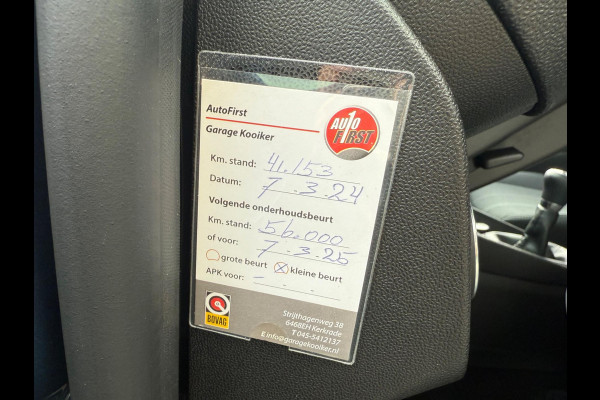 AutoFirst
AUTO FIRST
Garage Kooiker
Km. stand: 41.153
Datum: 7.3.24
Volgende onderhoudsbeurt
Km. stand: 56.000
of voor: 7.3.25
grote beurt kleine beurt
APK voor: - . . .
BOVAG
Strijthagenweg 38
6468EH Kerkrade
T 045-5412137
E info@garagekooiker.nl